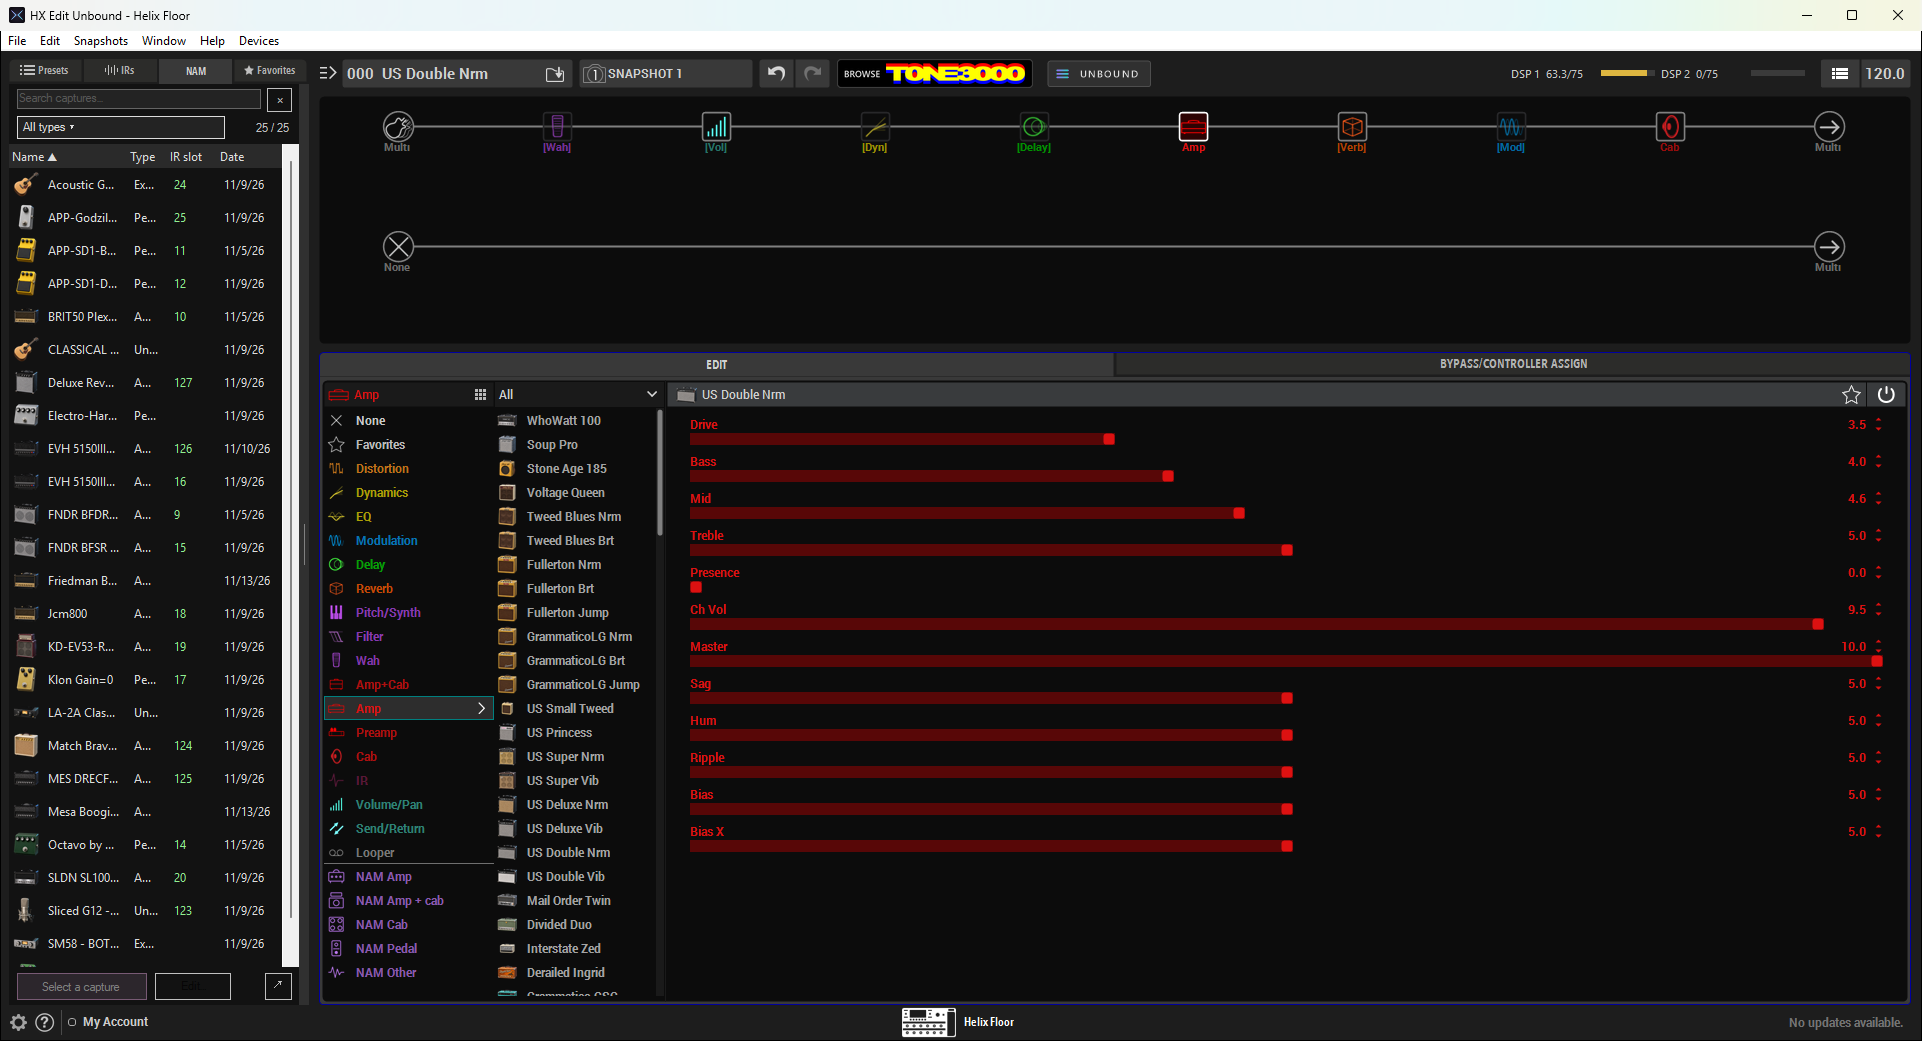 HX Edit Unbound - Helix Floor
File Edit Snapshots Window Help Devices
Presets IRs NAM Favorites
000 US Double Nrm
1 SNAPSHOT 1
BROWSE TONE3000
UNBOUND
DSP 1 63.3/75 DSP 2 0/75
120.0
Search captures...
x
All types
25 / 25
Name Type IR slot Date
Acoustic G... Ex... 24 11/9/26
APP-Godzil... Pe... 25 11/9/26
APP-SD1-B... Pe... 11 11/5/26
APP-SD1-D... Pe... 12 11/5/26
BRIT50 Plex... A... 10 11/5/26
CLASSICAL ... Un... 11/9/26
Deluxe Rev... A... 127 11/9/26
Electro-Har... Pe... 11/9/26
EVH 5150III... A... 126 11/10/26
EVH 5150III... A... 16 11/9/26
FNDR BFDR... A... 9 11/5/26
FNDR BFSR ... A... 15 11/9/26
Friedman B... A... 11/13/26
Jcm800 A... 18 11/9/26
KD-EV53-R... A... 19 11/9/26
Klon Gain=0 Pe... 17 11/9/26
LA-2A Clas... Un... 11/9/26
Match Brav... A... 124 11/9/26
MES DRECF... A... 125 11/9/26
Mesa Boogi... A... 11/13/26
Octavo by ... Pe... 14 11/5/26
SLDN SL100... A... 20 11/9/26
Sliced G12 -... Un... 123 11/9/26
SM58 - BOT... Ex... 11/9/26
Select a capture
Edit...
Multi [Wah] [Vol] [Dyn] [Delay] Amp [Verb] [Mod] Cab Multi
None Multi
EDIT
BYPASS/CONTROLLER ASSIGN
Amp
All
US Double Nrm
None
Favorites
Distortion
Dynamics
EQ
Modulation
Delay
Reverb
Pitch/Synth
Filter
Wah
Amp+Cab
Amp
Preamp
Cab
IR
Volume/Pan
Send/Return
Looper
NAM Amp
NAM Amp + cab
NAM Cab
NAM Pedal
NAM Other
WhoWatt 100
Soup Pro
Stone Age 185
Voltage Queen
Tweed Blues Nrm
Tweed Blues Brt
Fullerton Nrm
Fullerton Brt
Fullerton Jump
GrammaticoLG Nrm
GrammaticoLG Brt
GrammaticoLG Jump
US Small Tweed
US Princess
US Super Nrm
US Super Vib
US Deluxe Nrm
US Deluxe Vib
US Double Nrm
US Double Vib
Mail Order Twin
Divided Duo
Interstate Zed
Derailed Ingrid
Grammatico GSG
Drive 3.5
Bass 4.0
Mid 4.6
Treble 5.0
Presence 0.0
Ch Vol 9.5
Master 10.0
Sag 5.0
Hum 5.0
Ripple 5.0
Bias 5.0
Bias X 5.0
My Account
Helix Floor
No updates available.